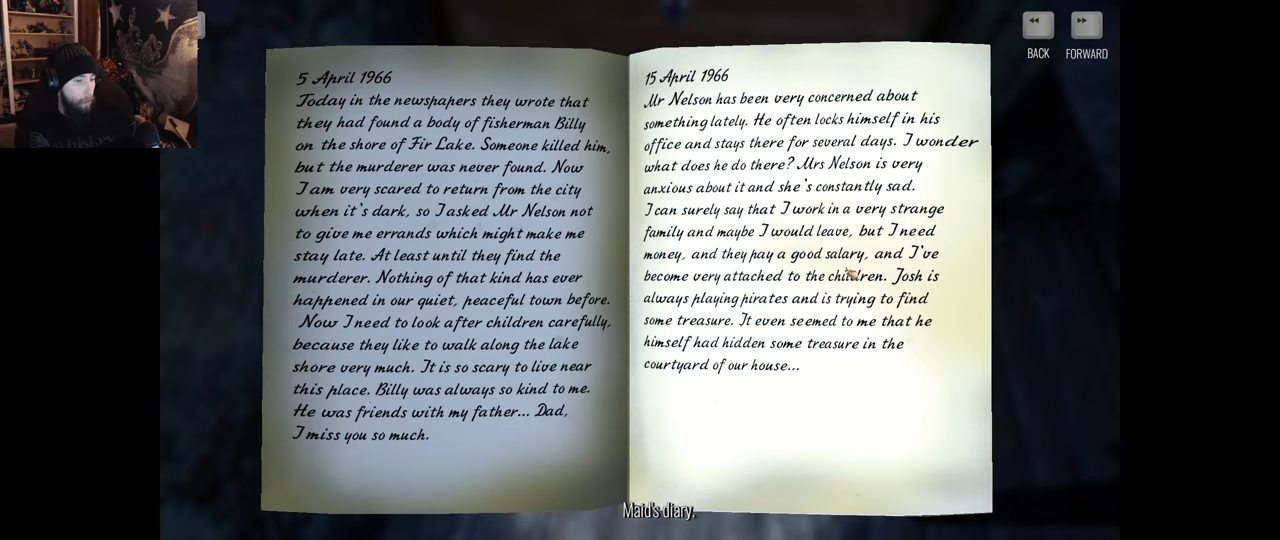 BACK
FORWARD
5 April 1966
Today in the newspapers they wrote that
they had found a body of fisherman Billy
on the shore of Fir Lake. Someone killed him,
but the murderer was never found. Now
I am very scared to return from the city
when it's dark, so I asked Mr Nelson not
to give me errands which might make me
stay late. At least until they find the
murderer. Nothing of that kind has ever
happened in our quiet, peaceful town before.
Now I need to look after children carefully,
because they like to walk along the lake
shore very much. It is so scary to live near
this place. Billy was always so kind to me.
He was friends with my father... Dad,
I miss you so much.
15 April 1966
Mr Nelson has been very concerned about
something lately. He often locks himself in his
office and stays there for several days. I wonder
what does he do there? Mrs Nelson is very
anxious about it and she's constantly sad.
I can surely say that I work in a very strange
family and maybe I would leave, but I need
money, and they pay a good salary, and I've
become very attached to the children. Josh is
always playing pirates and is trying to find
some treasure. It even seemed to me that he
himself had hidden some treasure in the
courtyard of our house...
Maid's diary.